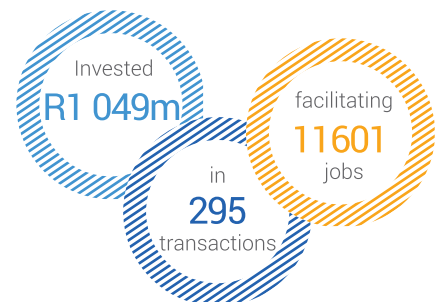 Invested
R1 049m
in
295
transactions
facilitating
11601
jobs